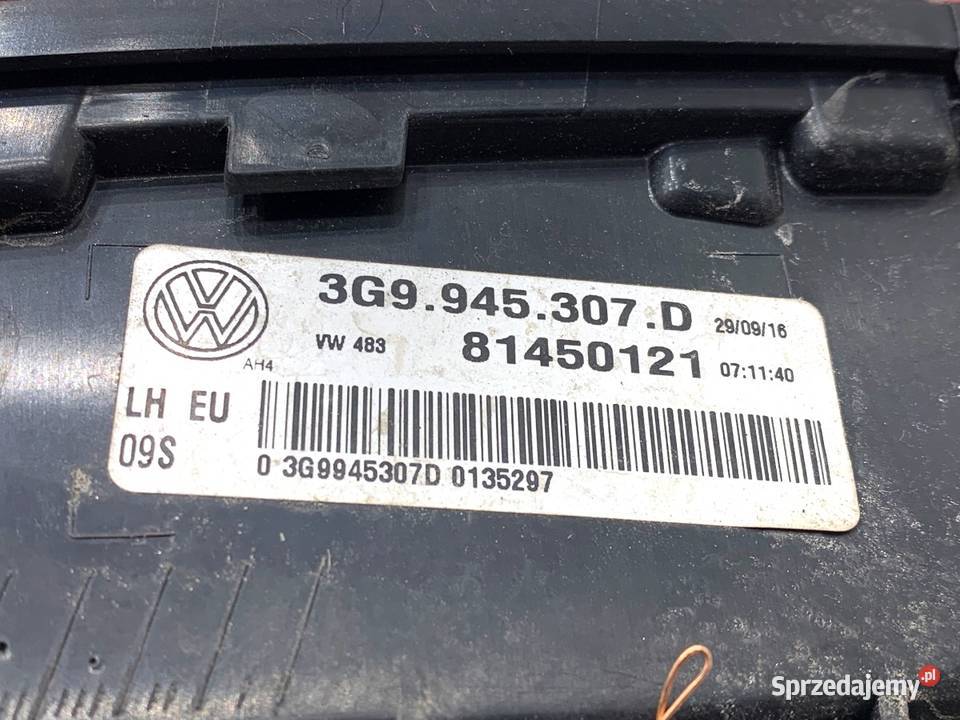 3G9.945.307.D 29/09/16
VW 483 81450121 07:11:40
AH4
LH EU
09S
0 3G9945307D 0135297
Sprzedajemy.pl